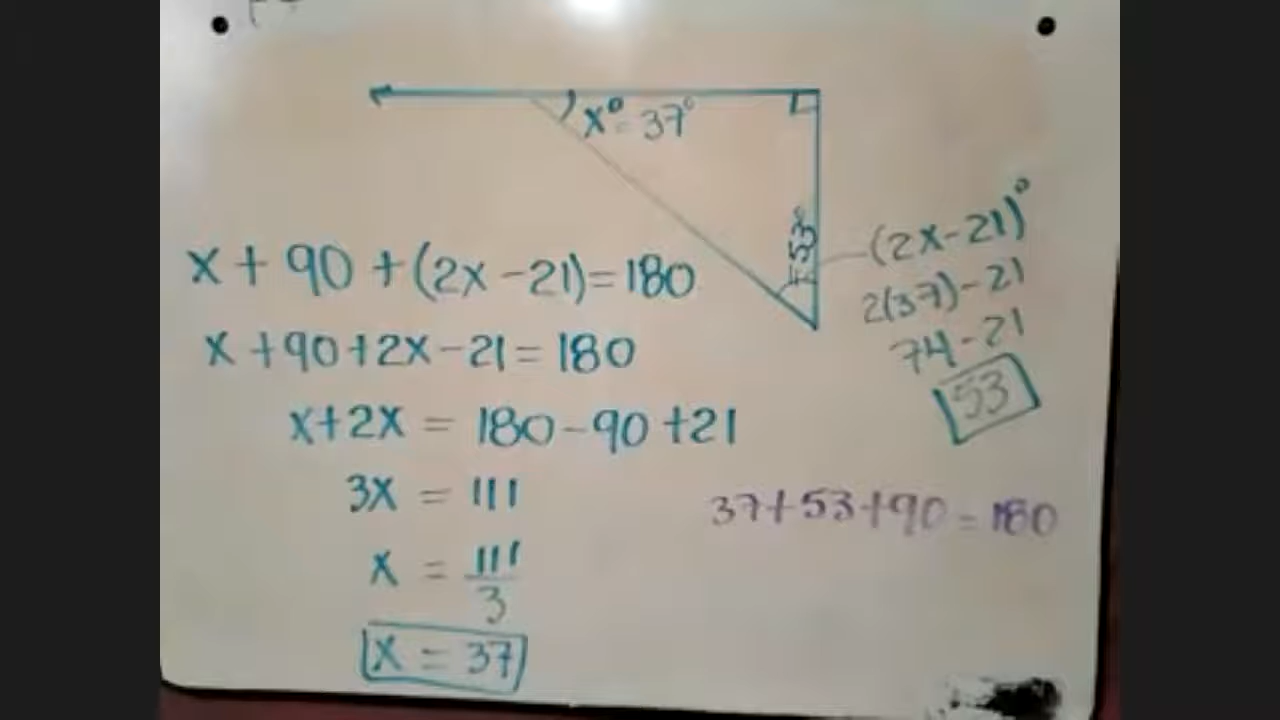 x° = 37°
53°
(2x-21)°
2(37)-21
74-21
53
x + 90 + (2x - 21) = 180
x + 90 + 2x - 21 = 180
x + 2x = 180 - 90 + 21
3x = 111
x = 111/3
x = 37
37 + 53 + 90 = 180